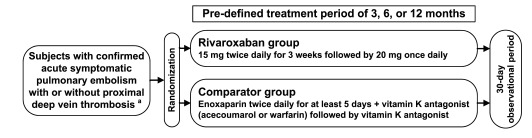 Pre-defined treatment period of 3, 6, or 12 months
Subjects with confirmed
acute symptomatic
pulmonary embolism
with or without proximal
deep vein thrombosis a
Randomization
Rivaroxaban group
15 mg twice daily for 3 weeks followed by 20 mg once daily
Comparator group
Enoxaparin twice daily for at least 5 days + vitamin K antagonist
(acecoumarol or warfarin) followed by vitamin K antagonist
30-day
observational period